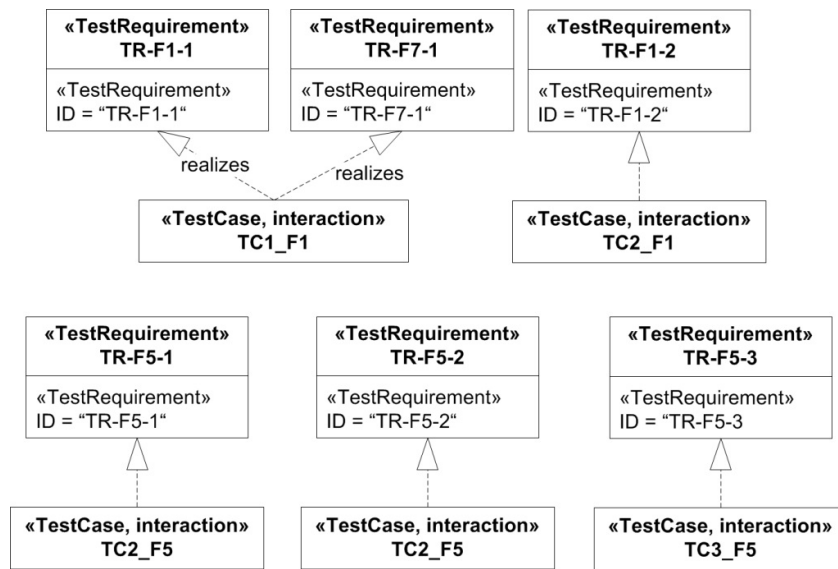 «TestRequirement»
TR-F1-1
«TestRequirement»
ID = “TR-F1-1“
«TestRequirement»
TR-F7-1
«TestRequirement»
ID = “TR-F7-1“
«TestRequirement»
TR-F1-2
«TestRequirement»
ID = “TR-F1-2“
realizes
realizes
«TestCase, interaction»
TC1_F1
«TestCase, interaction»
TC2_F1
«TestRequirement»
TR-F5-1
«TestRequirement»
ID = “TR-F5-1“
«TestRequirement»
TR-F5-2
«TestRequirement»
ID = “TR-F5-2“
«TestRequirement»
TR-F5-3
«TestRequirement»
ID = “TR-F5-3
«TestCase, interaction»
TC2_F5
«TestCase, interaction»
TC2_F5
«TestCase, interaction»
TC3_F5